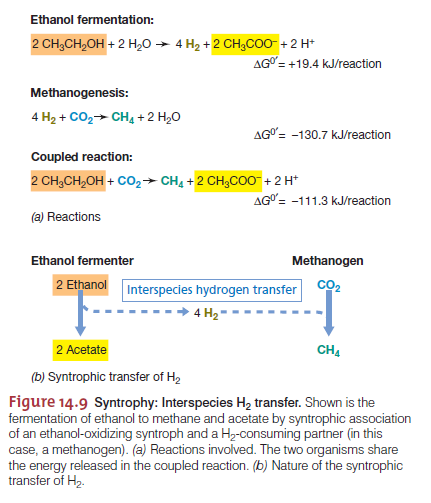 Ethanol fermentation:
2 CH₃CH₂OH + 2 H₂O → 4 H₂ + 2 CH₃COO⁻ + 2 H⁺
ΔG⁰′= +19.4 kJ/reaction
Methanogenesis:
4 H₂ + CO₂→ CH₄ + 2 H₂O
ΔG⁰′= −130.7 kJ/reaction
Coupled reaction:
2 CH₃CH₂OH + CO₂→ CH₄ + 2 CH₃COO⁻ + 2 H⁺
ΔG⁰′= −111.3 kJ/reaction
(a) Reactions
Ethanol fermenter Methanogen
2 Ethanol Interspecies hydrogen transfer CO₂
4 H₂
2 Acetate CH₄
(b) Syntrophic transfer of H₂
Figure 14.9 Syntrophy: Interspecies H₂ transfer. Shown is the
fermentation of ethanol to methane and acetate by syntrophic association
of an ethanol-oxidizing syntroph and a H₂-consuming partner (in this
case, a methanogen). (a) Reactions involved. The two organisms share
the energy released in the coupled reaction. (b) Nature of the syntrophic
transfer of H₂.